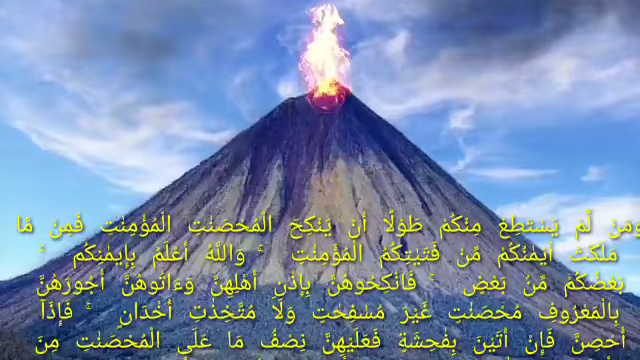 وَمَن لَّمْ يَسْتَطِعْ مِنكُمْ طَوْلًا أَن يَنكِحَ الْمُحْصَنَٰتِ الْمُؤْمِنَٰتِ فَمِن مَّا
مَلَكَتْ أَيْمَٰنُكُم مِّن فَتَيَٰتِكُمُ الْمُؤْمِنَٰتِ ۚ وَاللَّهُ أَعْلَمُ بِإِيمَٰنِكُم ۚ
بَعْضُكُم مِّن بَعْضٍ ۚ فَانكِحُوهُنَّ بِإِذْنِ أَهْلِهِنَّ وَءَاتُوهُنَّ أُجُورَهُنَّ
بِالْمَعْرُوفِ مُحْصَنَٰتٍ غَيْرَ مُسَٰفِحَٰتٍ وَلَا مُتَّخِذَٰتِ أَخْدَانٍ ۚ فَإِذَآ
أُحْصِنَّ فَإِنْ أَتَيْنَ بِفَٰحِشَةٍ فَعَلَيْهِنَّ نِصْفُ مَا عَلَى الْمُحْصَنَٰتِ مِنَ